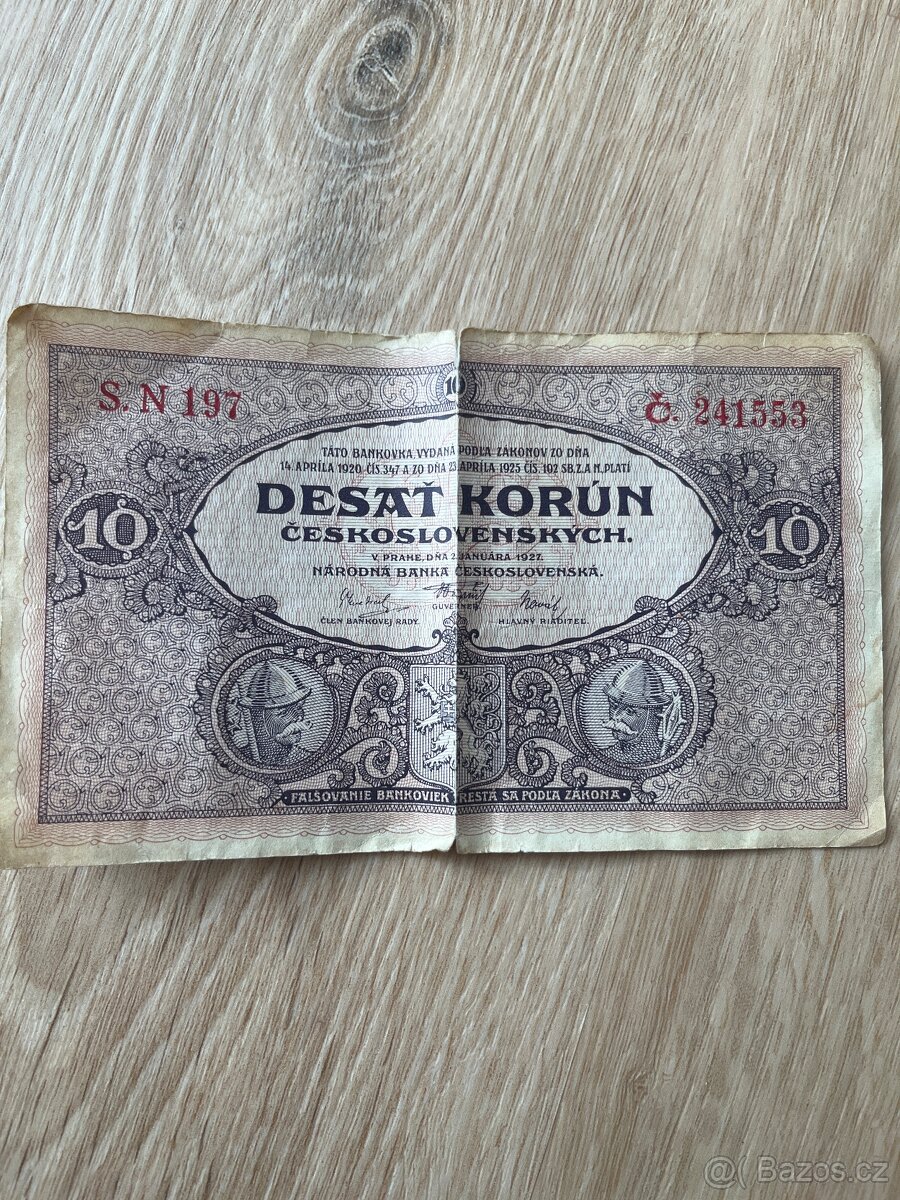 10
S. N 197
Č. 241553
TÁTO BANKOVKA VYDANÁ PODĽA ZÁKONOV ZO DŇA
14. APRÍLA 1920 ČÍS. 347 A ZO DŇA 23. APRÍLA 1925 ČÍS. 102 SB. Z. A N. PLATÍ
DESAŤ KORÚN
ČESKOSLOVENSKÝCH.
10
10
V PRAHE, DŇA 2. JANUÁRA 1927.
NÁRODNÁ BANKA ČESKOSLOVENSKÁ.
GUVERNER.
ČLEN BAŇKOVEJ RADY.
HLAVNÝ RIADITEĽ.
FALŠOVANIE BANKOVIEK TRESTÁ SA PODĽA ZÁKONA.
@ Bazos.cz